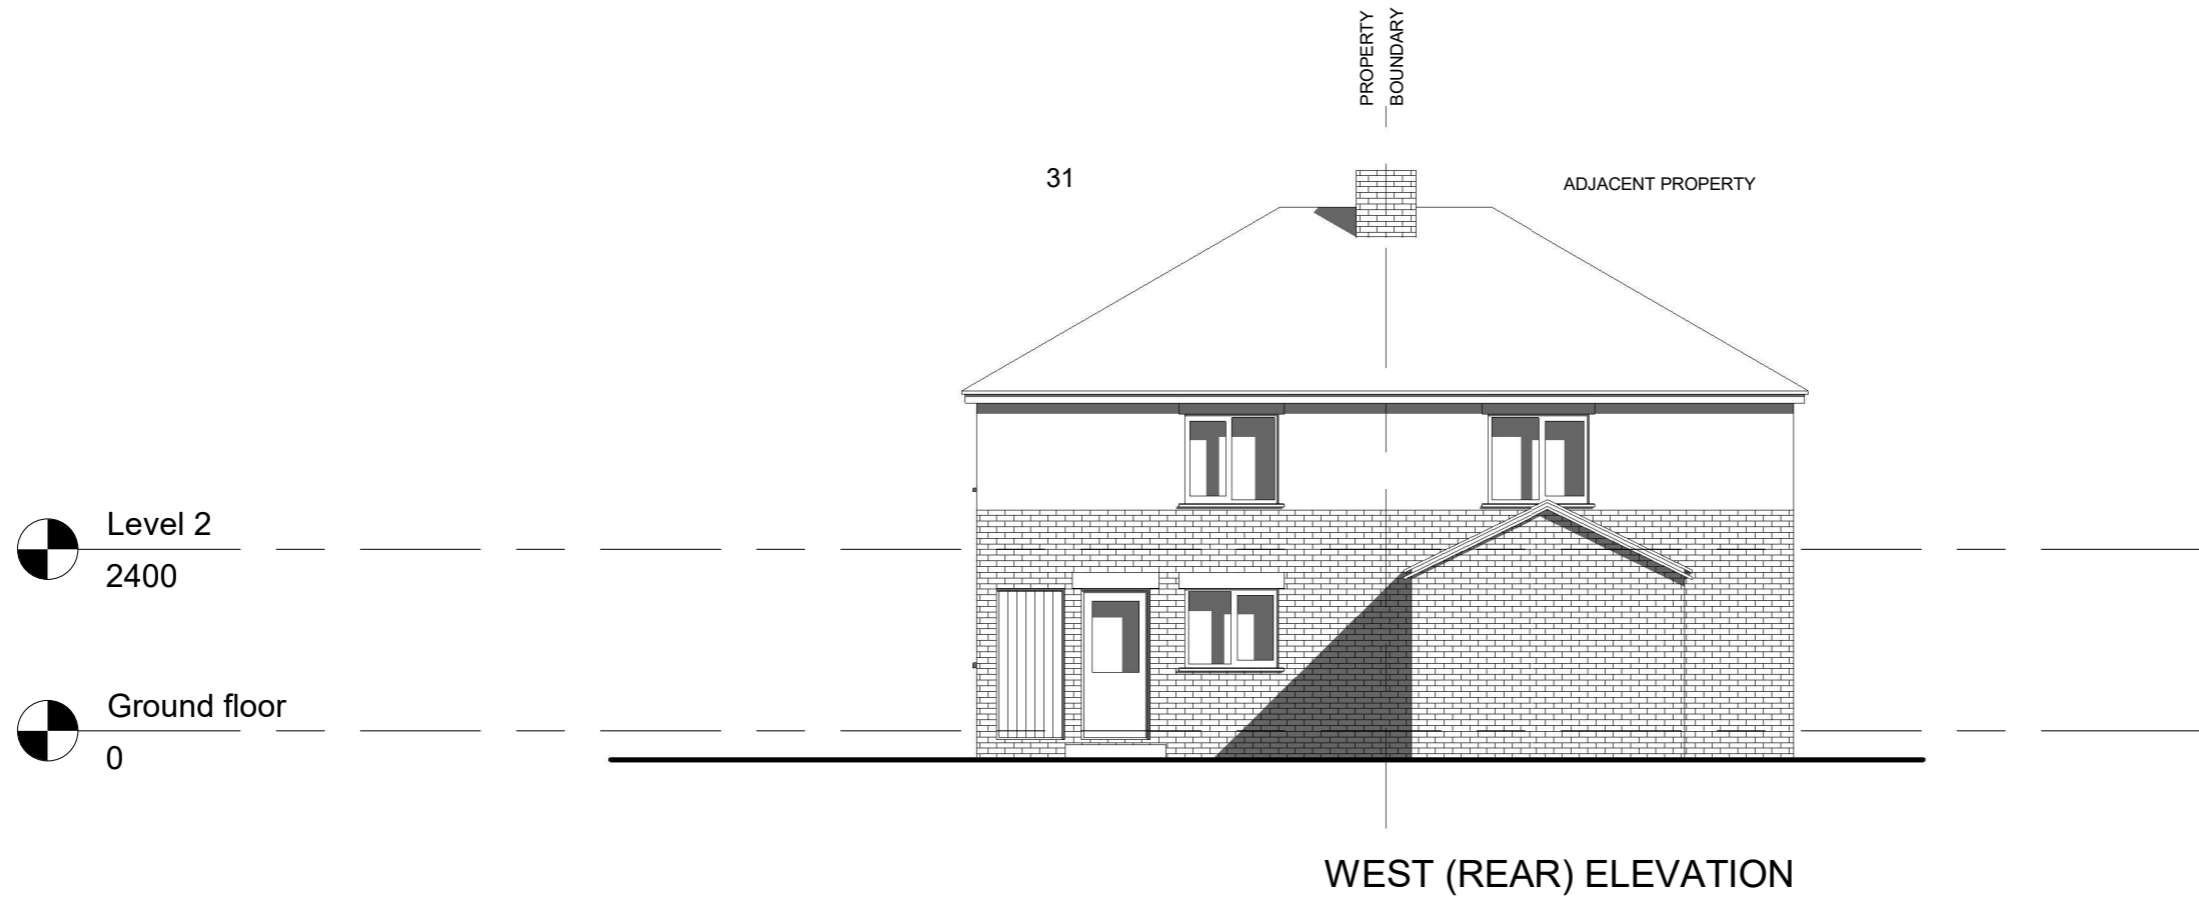 PROPERTY
BOUNDARY
31
ADJACENT PROPERTY
Level 2
2400
Ground floor
0
WEST (REAR) ELEVATION